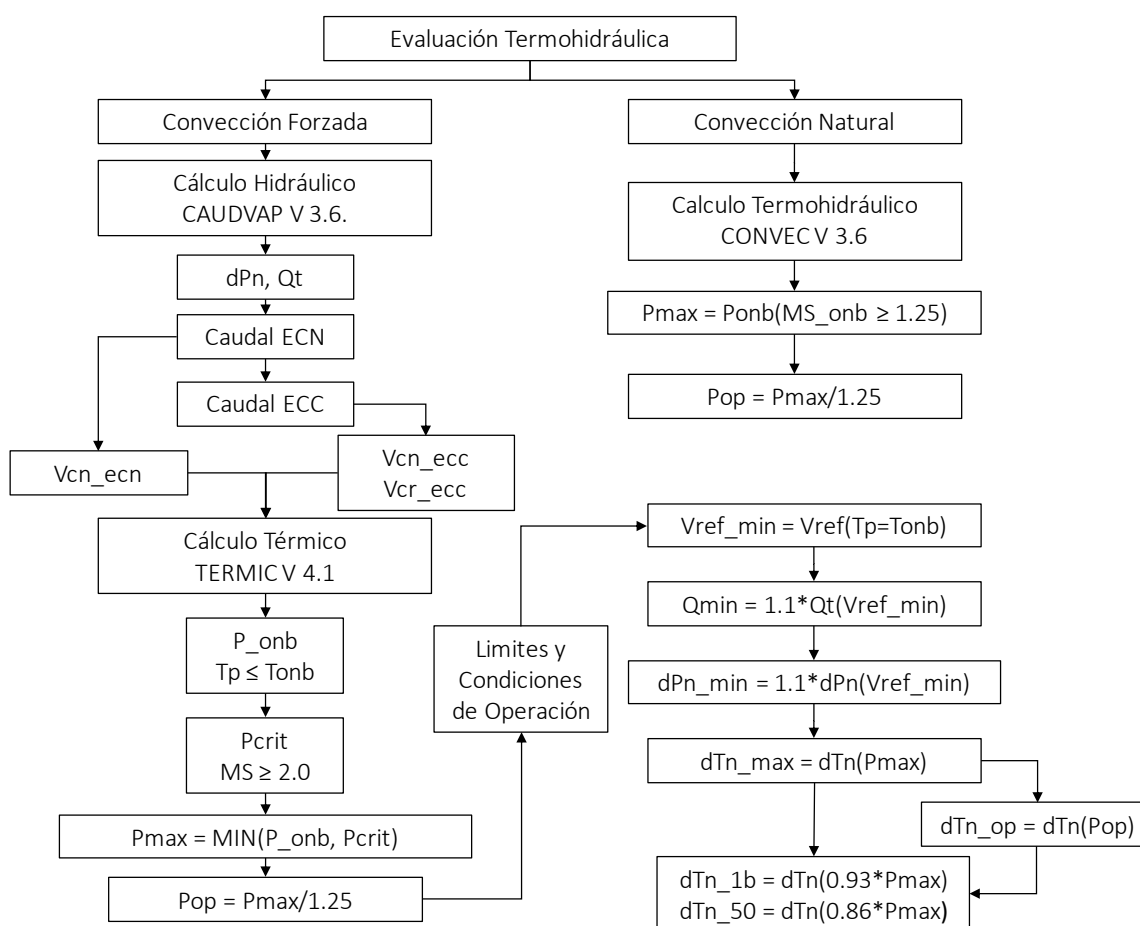 Evaluación Termohidráulica
Convección Forzada
Cálculo Hidráulico
CAUDVAP V 3.6.
dPn, Qt
Caudal ECN
Caudal ECC
Vcn_ecn
Vcn_ecc
Vcr_ecc
Cálculo Térmico
TERMIC V 4.1
P_onb
Tp ≤ Tonb
Pcrit
MS ≥ 2.0
Pmax = MIN(P_onb, Pcrit)
Pop = Pmax/1.25
Limites y
Condiciones
de Operación
Convección Natural
Calculo Termohidráulico
CONVEC V 3.6
Pmax = Ponb(MS_onb ≥ 1.25)
Pop = Pmax/1.25
Vref_min = Vref(Tp=Tonb)
Qmin = 1.1*Qt(Vref_min)
dPn_min = 1.1*dPn(Vref_min)
dTn_max = dTn(Pmax)
dTn_op = dTn(Pop)
dTn_1b = dTn(0.93*Pmax)
dTn_50 = dTn(0.86*Pmax)